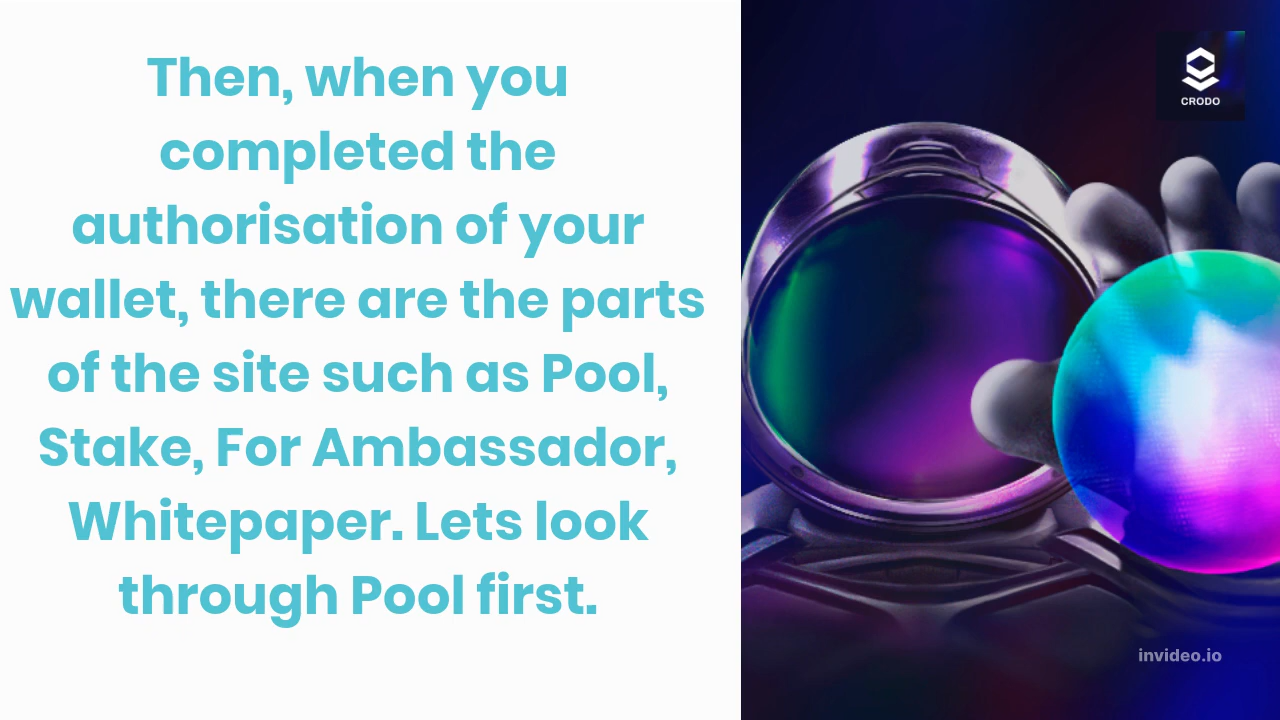 Then, when you
completed the
authorisation of your
wallet, there are the parts
of the site such as Pool,
Stake, For Ambassador,
Whitepaper. Lets look
through Pool first.
CRODO
invideo.io